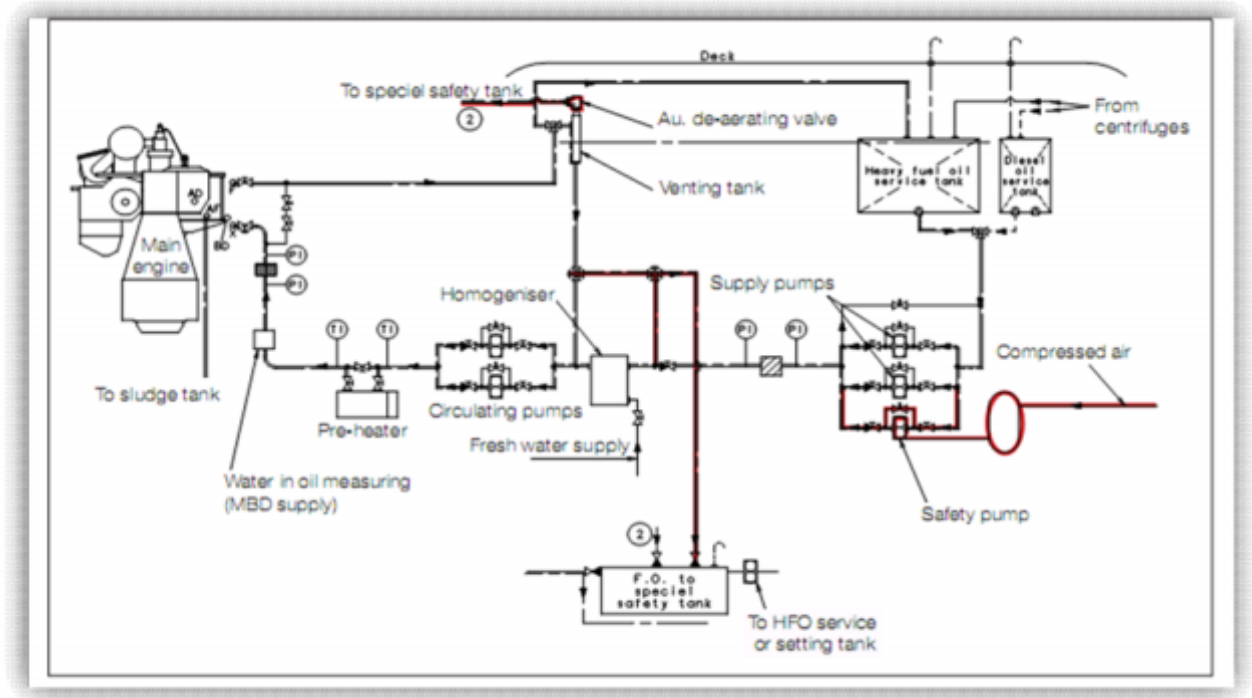 Deck
To speciel safety tank
2
Au. de-aerating valve
From
centrifuges
Venting tank
Heavy fuel oil
service tank
Diesel
oil
service
tank
AD
AF
BD
X
Main
engine
PI
PI
Homogeniser
Supply pumps
TI
TI
PI
PI
Compressed air
To sludge tank
Circulating pumps
Pre-heater
Fresh water supply
Water in oil measuring
(MBD supply)
Safety pump
2
F.O. to
speciel
safety tank
To HFO service
or setting tank